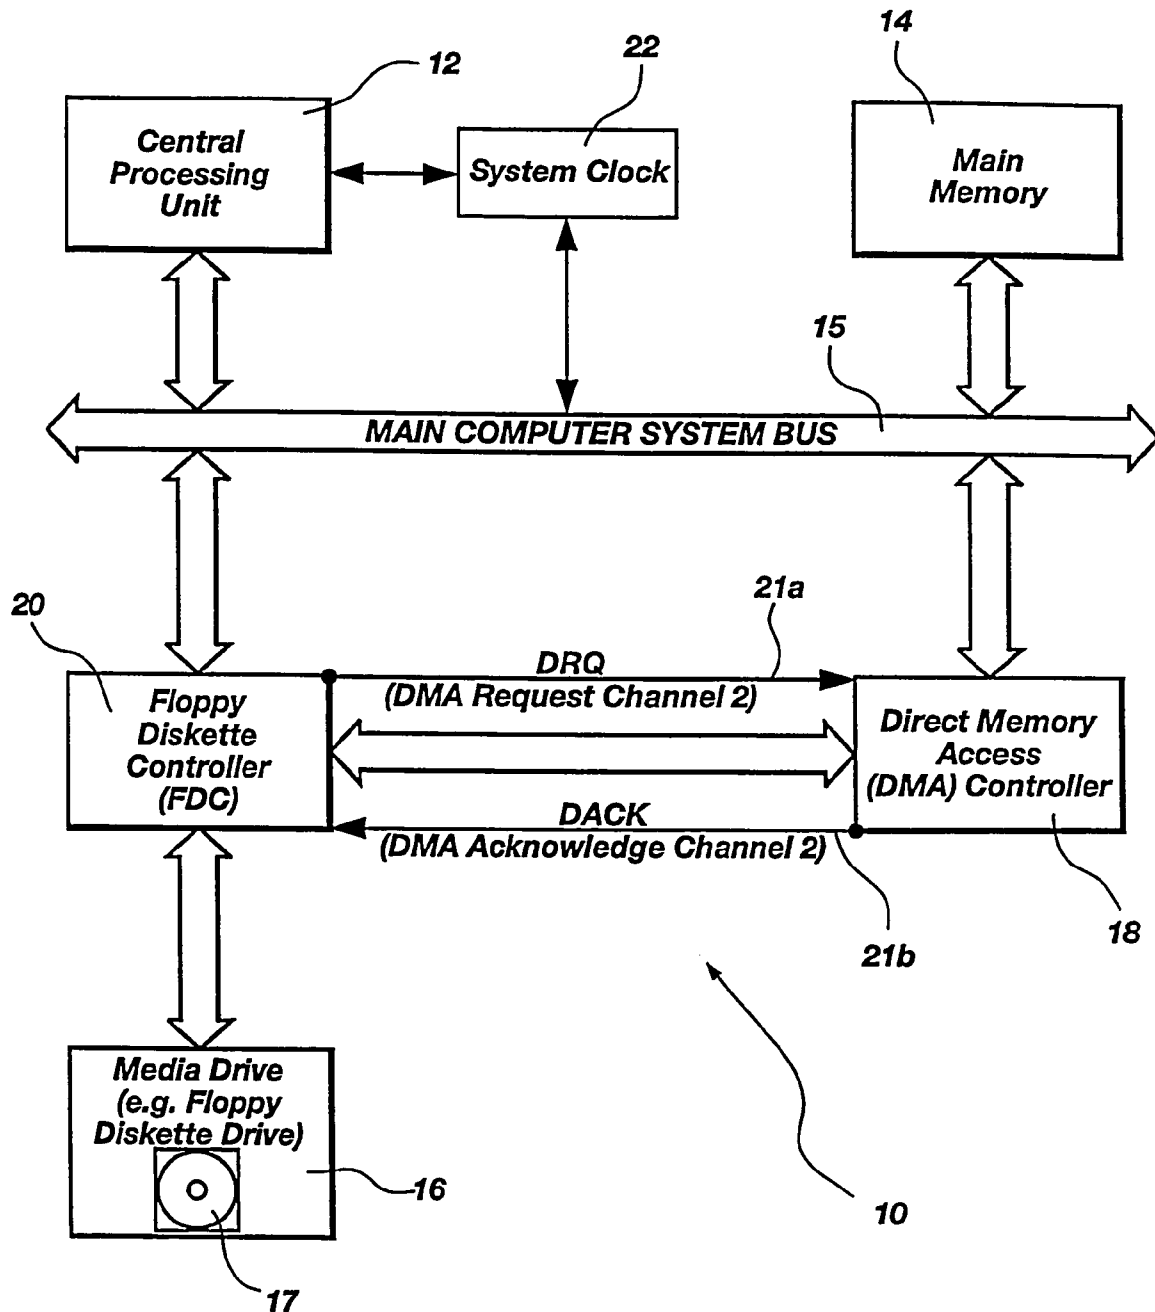 12
22
14
Central
Processing
Unit
System Clock
Main
Memory
15
MAIN COMPUTER SYSTEM BUS
20
21a
DRQ
(DMA Request Channel 2)
Floppy
Diskette
Controller
(FDC)
Direct Memory
Access
(DMA) Controller
DACK
(DMA Acknowledge Channel 2)
21b
18
Media Drive
(e.g. Floppy
Diskette Drive)
16
10
17